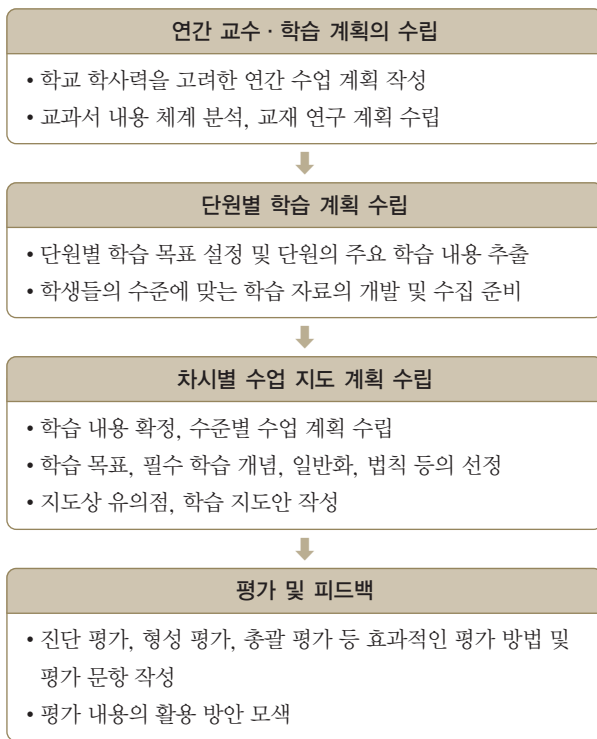 연간 교수·학습 계획의 수립
• 학교 학사력을 고려한 연간 수업 계획 작성
• 교과서 내용 체계 분석, 교재 연구 계획 수립
단원별 학습 계획 수립
• 단원별 학습 목표 설정 및 단원의 주요 학습 내용 추출
• 학생들의 수준에 맞는 학습 자료의 개발 및 수집 준비
차시별 수업 지도 계획 수립
• 학습 내용 확정, 수준별 수업 계획 수립
• 학습 목표, 필수 학습 개념, 일반화, 법칙 등의 선정
• 지도상 유의점, 학습 지도안 작성
평가 및 피드백
• 진단 평가, 형성 평가, 총괄 평가 등 효과적인 평가 방법 및
평가 문항 작성
• 평가 내용의 활용 방안 모색